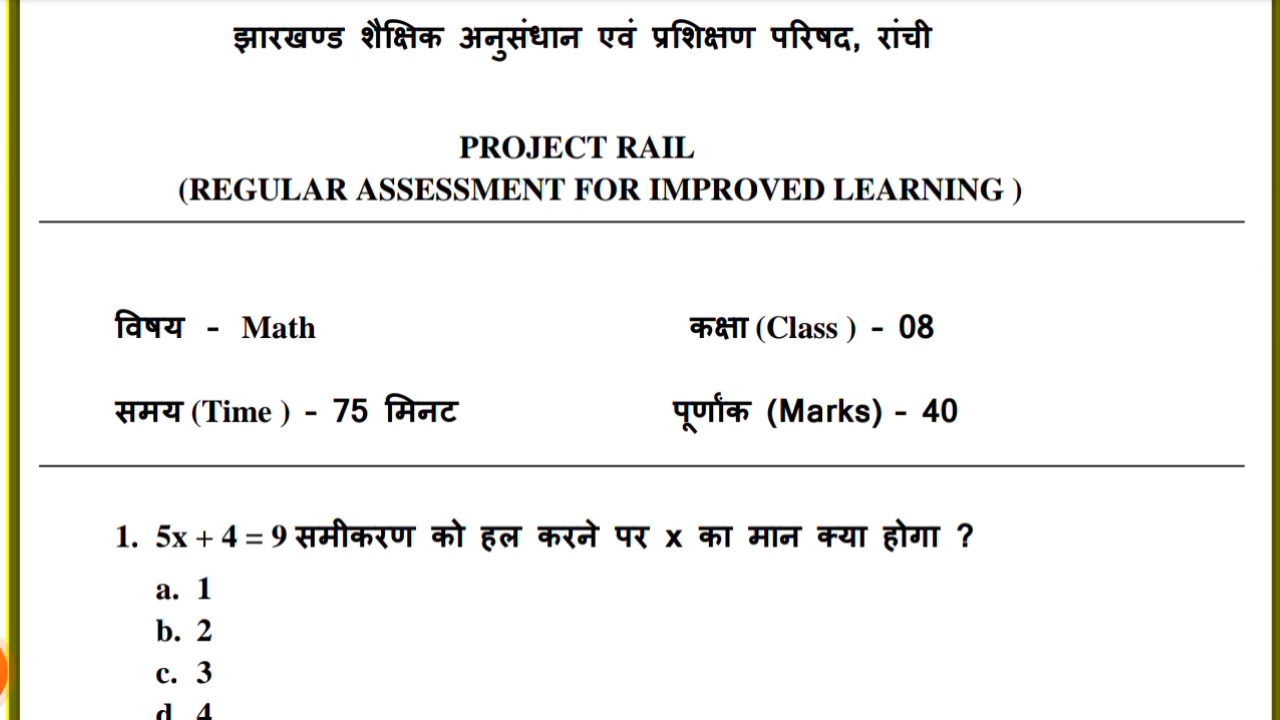 झारखण्ड शैक्षिक अनुसंधान एवं प्रशिक्षण परिषद, रांची
PROJECT RAIL
(REGULAR ASSESSMENT FOR IMPROVED LEARNING )
विषय - Math कक्षा (Class ) - 08
समय (Time ) - 75 मिनट पूर्णांक (Marks) - 40
1. 5x + 4 = 9 समीकरण को हल करने पर x का मान क्या होगा ?
a. 1
b. 2
c. 3
d 4